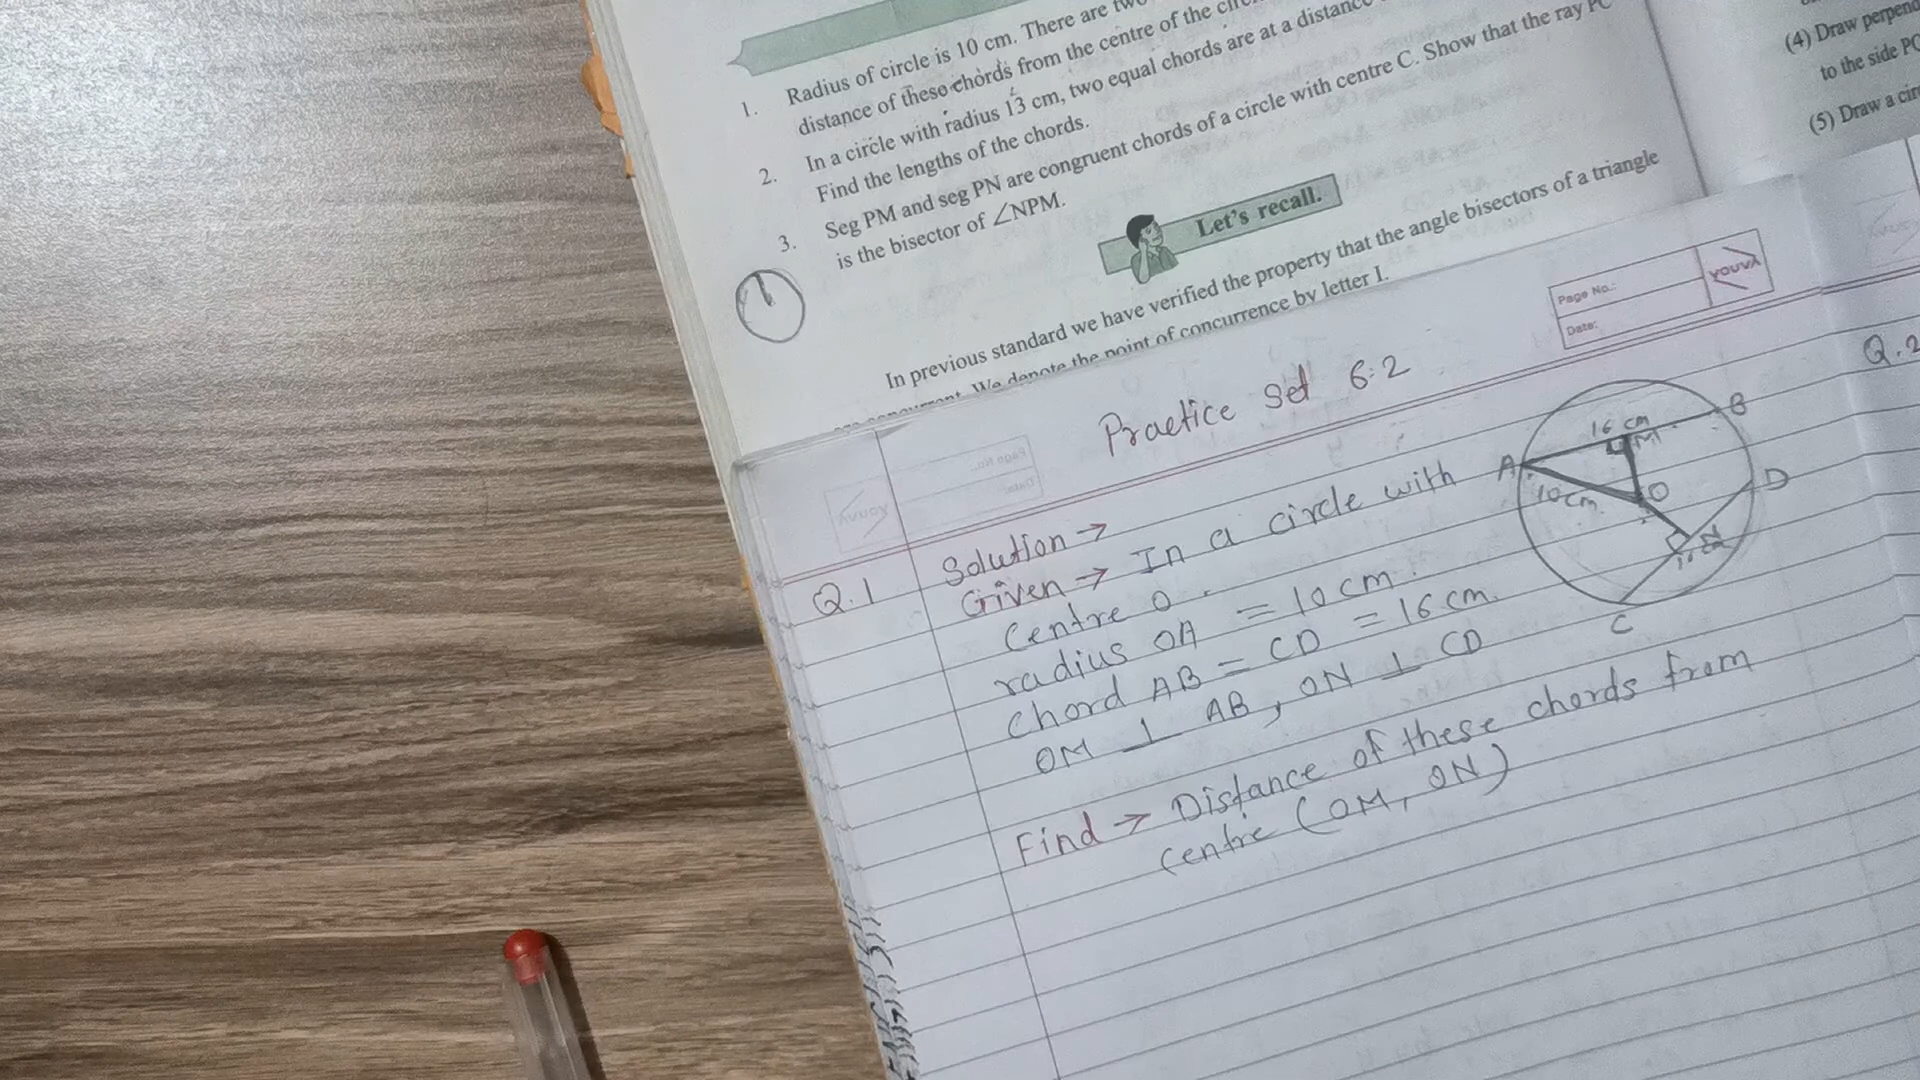 1. Radius of circle is 10 cm. There are two
distance of these chords from the centre of the
2. In a circle with radius 13 cm, two equal chords are at a distance
Find the lengths of the chords.
3. Seg PM and seg PN are congruent chords of a circle with centre C. Show that the ray PC
is the bisector of ∠NPM.
Let's recall.
In previous standard we have verified the property that the angle bisectors of a triangle
We denote the point of concurrence by letter I.
(4) Draw
to the side
(5) Draw a
Page No.:
Date:
YOUVA
Practice set 6.2
Q.2
Q.1 Solution →
Given → In a circle with
centre O.
radius OA = 10 cm.
chord AB = CD = 16 cm.
OM ⊥ AB, ON ⊥ CD
Find → Distance of these chords from
centre (OM, ON)
A
B
16 cm
M
10 cm
O
D
N
C